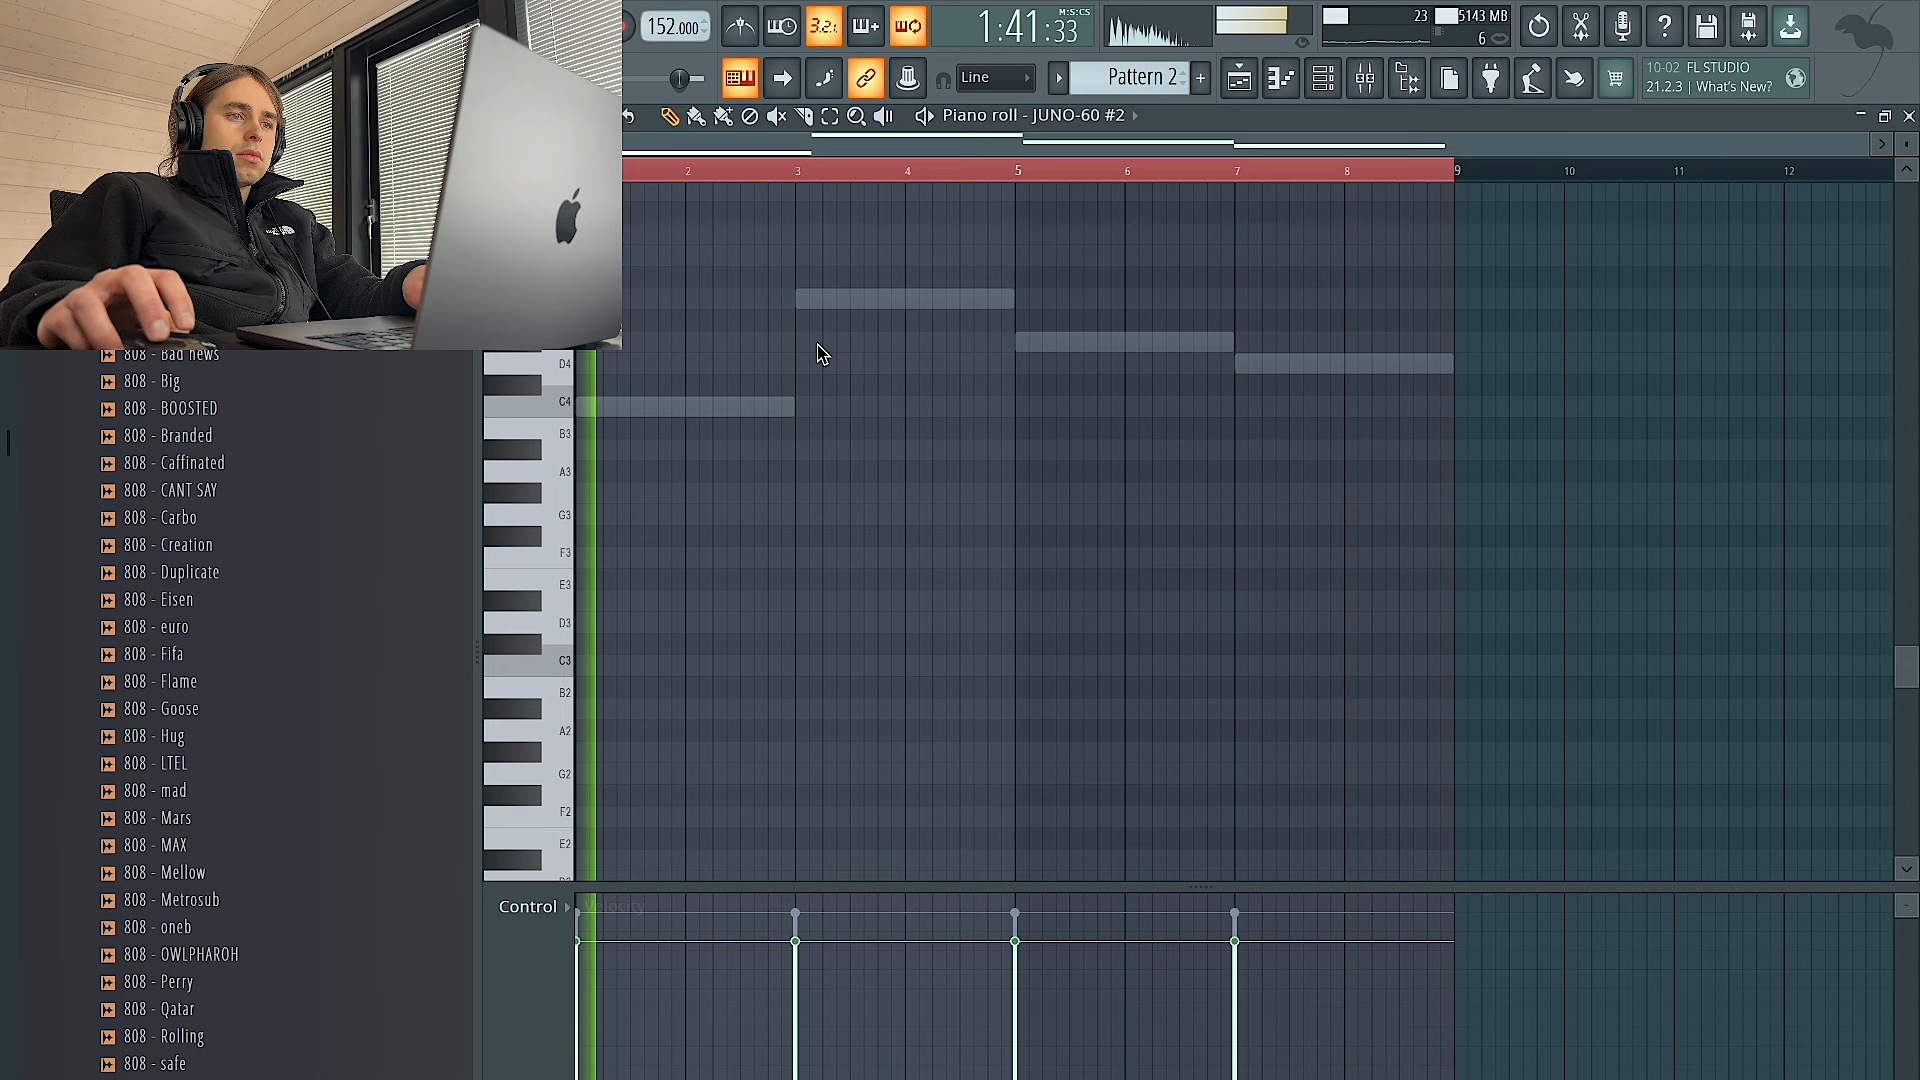 152.000
3.2.
1:41:33
M:S:CS
23
5143 MB
6
Line
Pattern 2
+
10-02 FL STUDIO
21.2.3 | What's New?
Piano roll - JUNO-60 #2
2 3 4 5 6 7 8 9 10 11 12
D4
C4
B3
A3
G3
F3
E3
D3
C3
B2
A2
G2
F2
E2
Control
Velocity
808 - Bad news
808 - Big
808 - BOOSTED
808 - Branded
808 - Caffinated
808 - CANT SAY
808 - Carbo
808 - Creation
808 - Duplicate
808 - Eisen
808 - euro
808 - Fifa
808 - Flame
808 - Goose
808 - Hug
808 - LTEL
808 - mad
808 - Mars
808 - MAX
808 - Mellow
808 - Metrosub
808 - oneb
808 - OWLPHAROH
808 - Perry
808 - Qatar
808 - Rolling
808 - safe